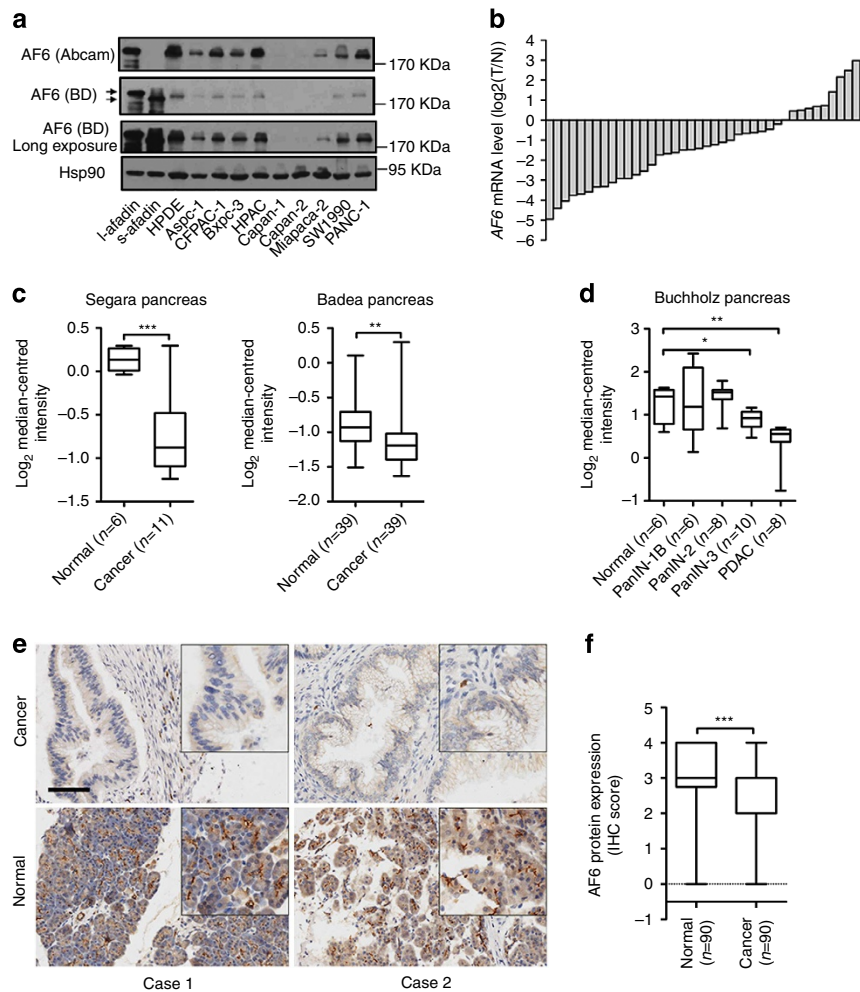 a
AF6 (Abcam)
170 KDa
AF6 (BD)
170 KDa
AF6 (BD)
Long exposure
170 KDa
Hsp90
95 KDa
l-afadin
s-afadin
HPDE
Aspc-1
CFPAC-1
Bxpc-3
HPAC
Capan-1
Capan-2
Miapaca-2
SW1990
PANC-1
b
AF6 mRNA level (log2(T/N))
4
3
2
1
0
–1
–2
–3
–4
–5
–6
c
Segara pancreas
***
Log2 median-centred
intensity
0.5
0.0
–0.5
–1.0
–1.5
Normal (n=6)
Cancer (n=11)
Badea pancreas
**
Log2 median-centred
intensity
0.5
0.0
–0.5
–1.0
–1.5
–2.0
Normal (n=39)
Cancer (n=39)
d
Buchholz pancreas
**
*
Log2 median-centred
intensity
3
2
1
0
–1
Normal (n=6)
PanIN-1B (n=6)
PanIN-2 (n=8)
PanIN-3 (n=10)
PDAC (n=8)
e
Cancer
Normal
Case 1
Case 2
f
***
AF6 protein expression
(IHC score)
5
4
3
2
1
0
–1
Normal
(n=90)
Cancer
(n=90)